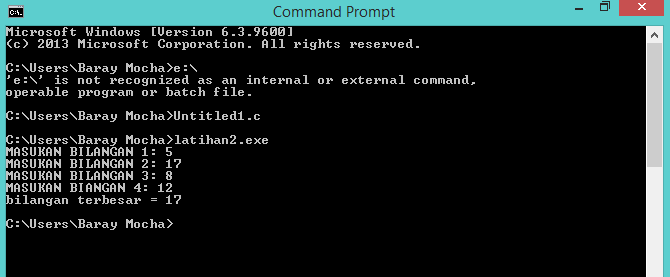 Command Prompt
Microsoft Windows [Version 6.3.9600]
(c) 2013 Microsoft Corporation. All rights reserved.
C:\Users\Baray Mocha>e:\
'e:\' is not recognized as an internal or external command,
operable program or batch file.
C:\Users\Baray Mocha>Untitled1.c
C:\Users\Baray Mocha>latihan2.exe
MASUKAN BILANGAN 1: 5
MASUKAN BILANGAN 2: 17
MASUKAN BILANGAN 3: 8
MASUKAN BIANGAN 4: 12
bilangan terbesar = 17
C:\Users\Baray Mocha>